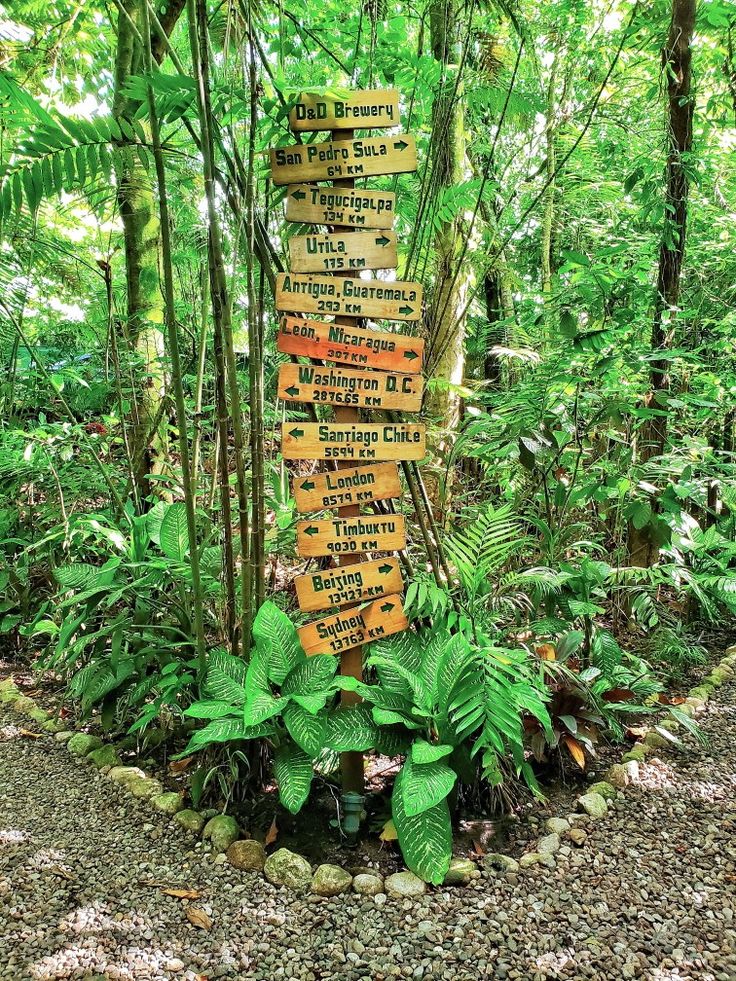 D&D Brewery
San Pedro Sula →
64 KM
← Tegucigalpa
134 KM
Utila →
175 KM
Antigua, Guatemala
293 KM →
León, Nicaragua
← 307KM
Washington D.C.
← 2876.65 KM
← Santiago Chile
5694 KM
← London
8579 KM
← Timbuktu
9030 KM
Beijing →
13427 KM
Sydney →
13763 KM